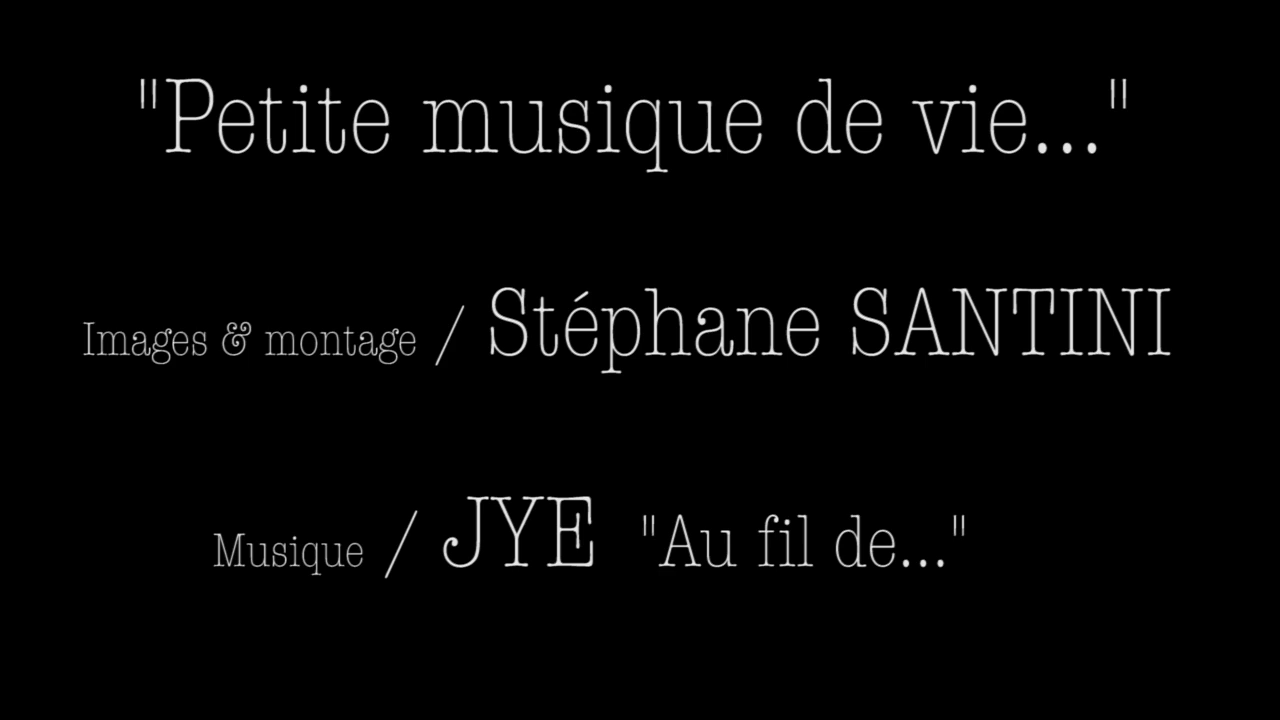 "Petite musique de vie..."
Images & montage / Stéphane SANTINI
Musique / JYE "Au fil de..."